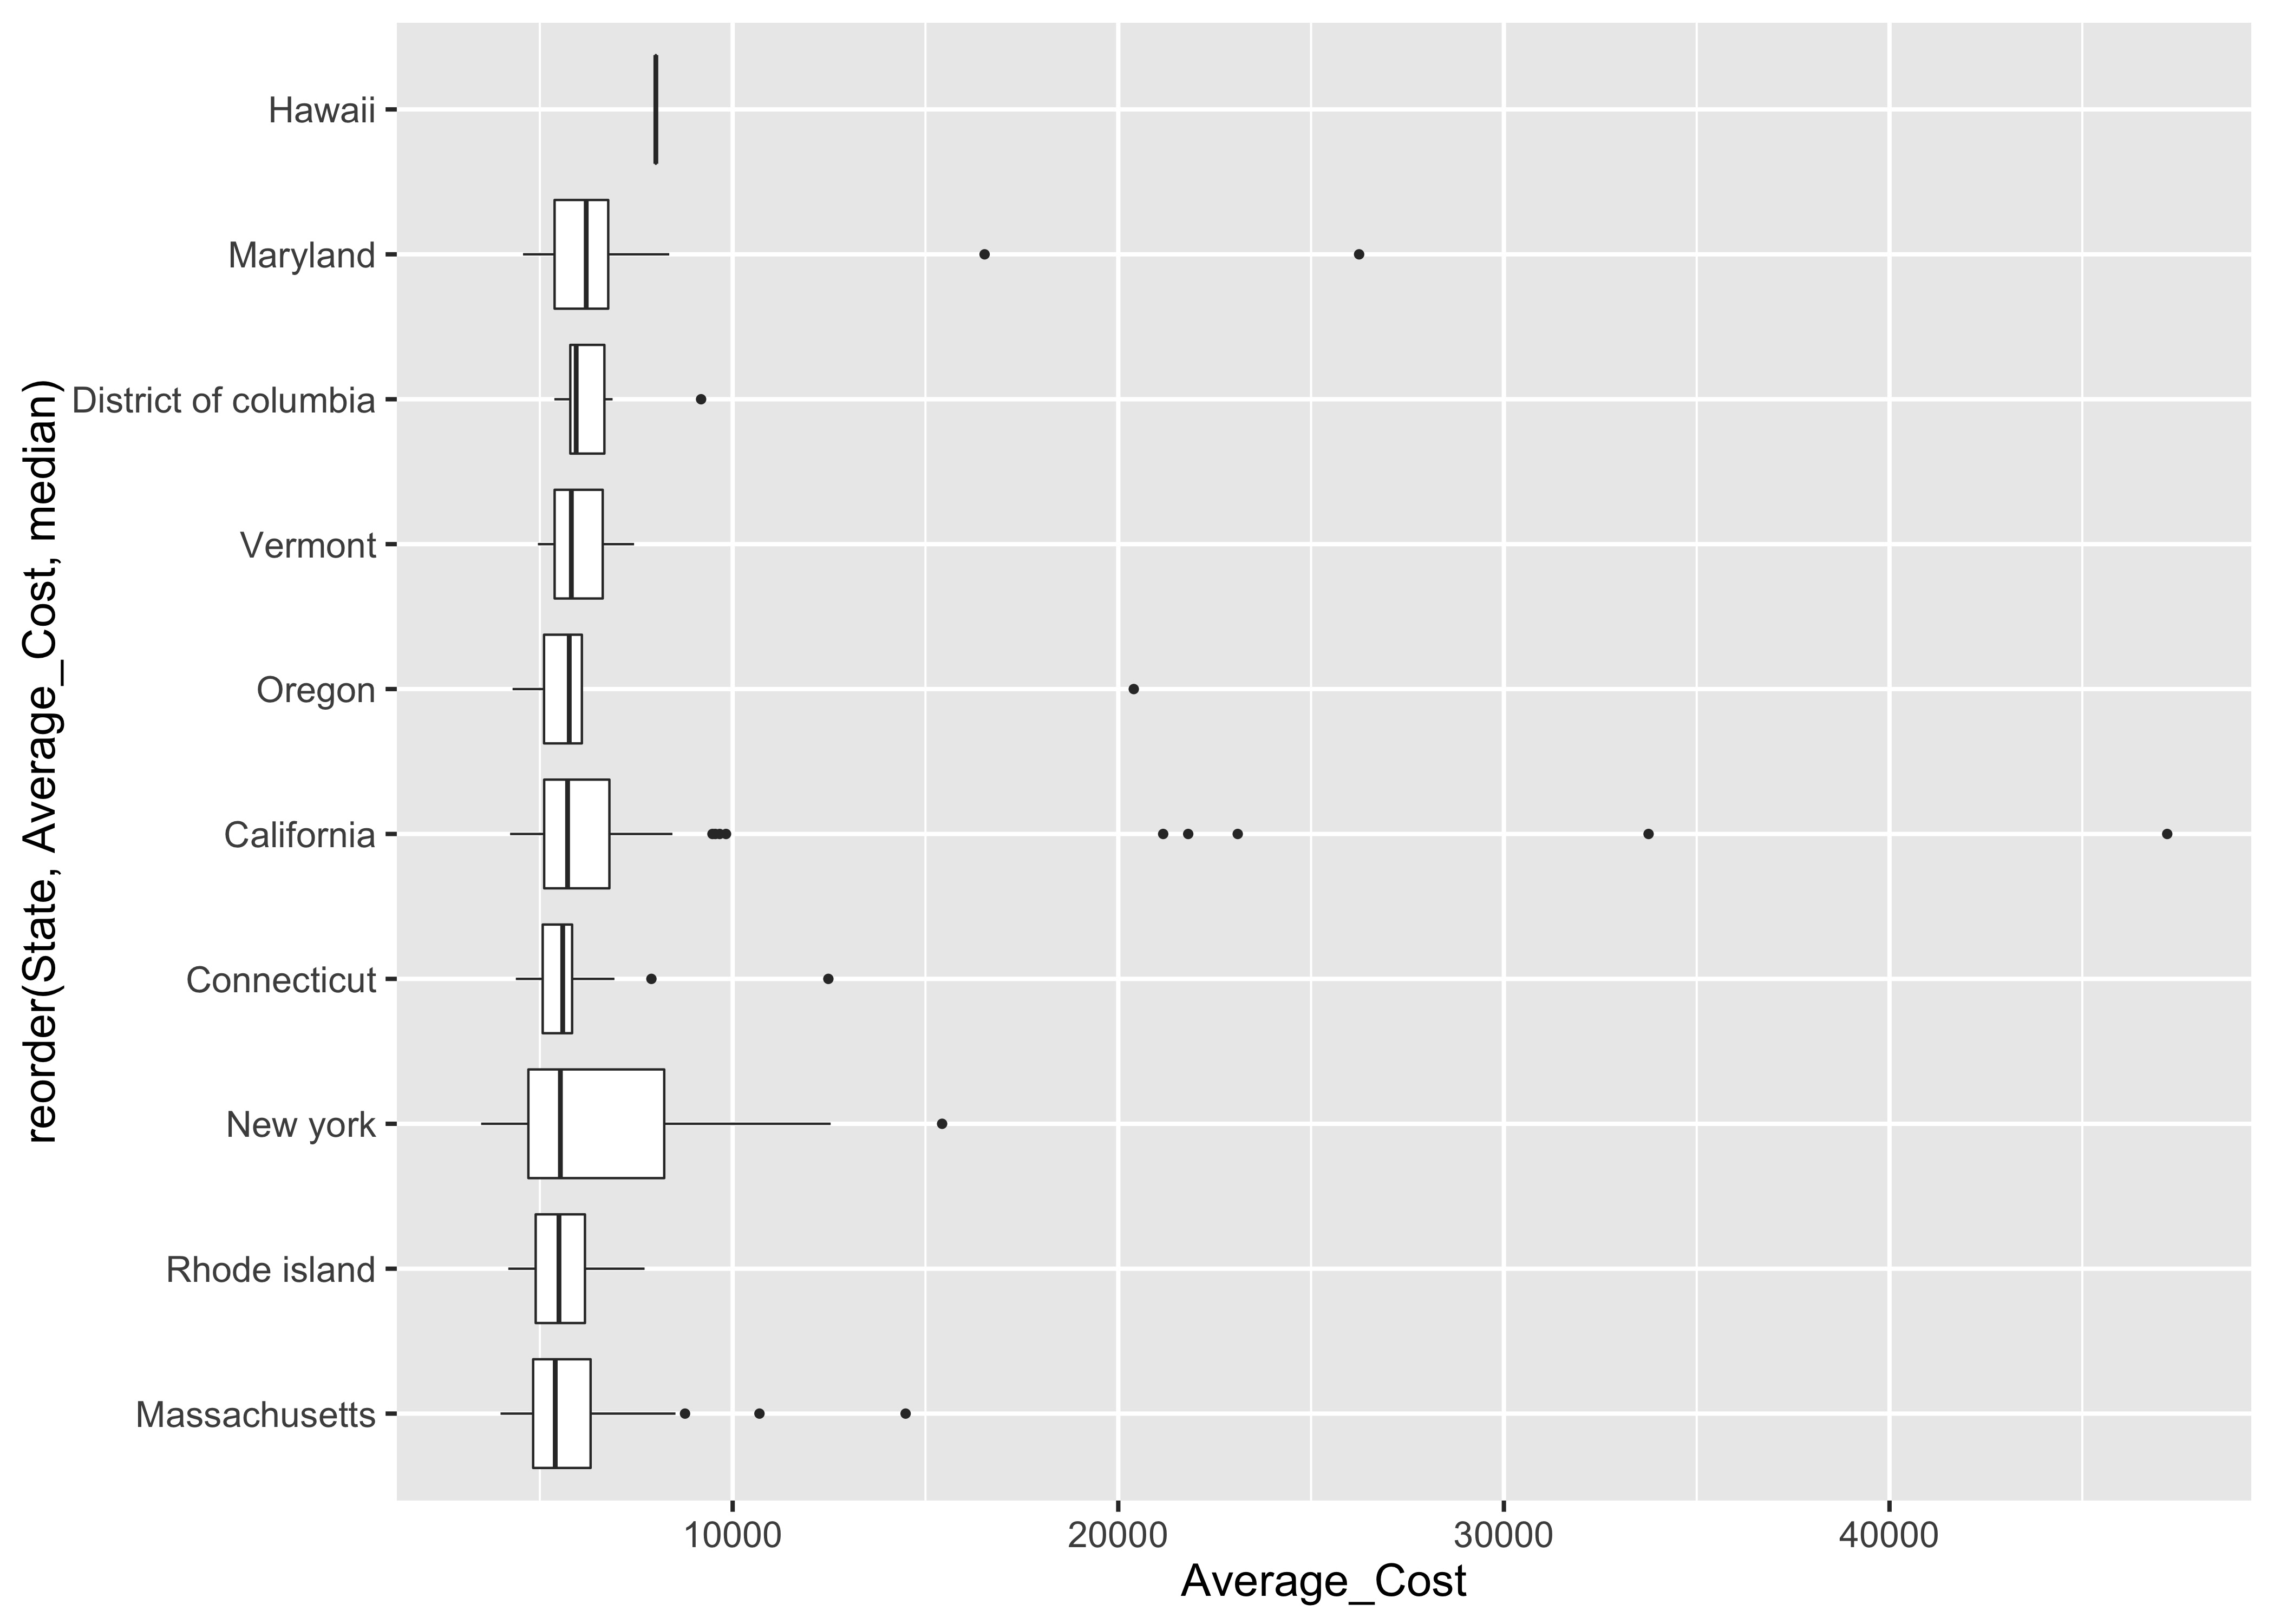 reorder(State, Average_Cost, median)
Hawaii
Maryland
District of columbia
Vermont
Oregon
California
Connecticut
New york
Rhode island
Massachusetts
10000 20000 30000 40000
Average_Cost